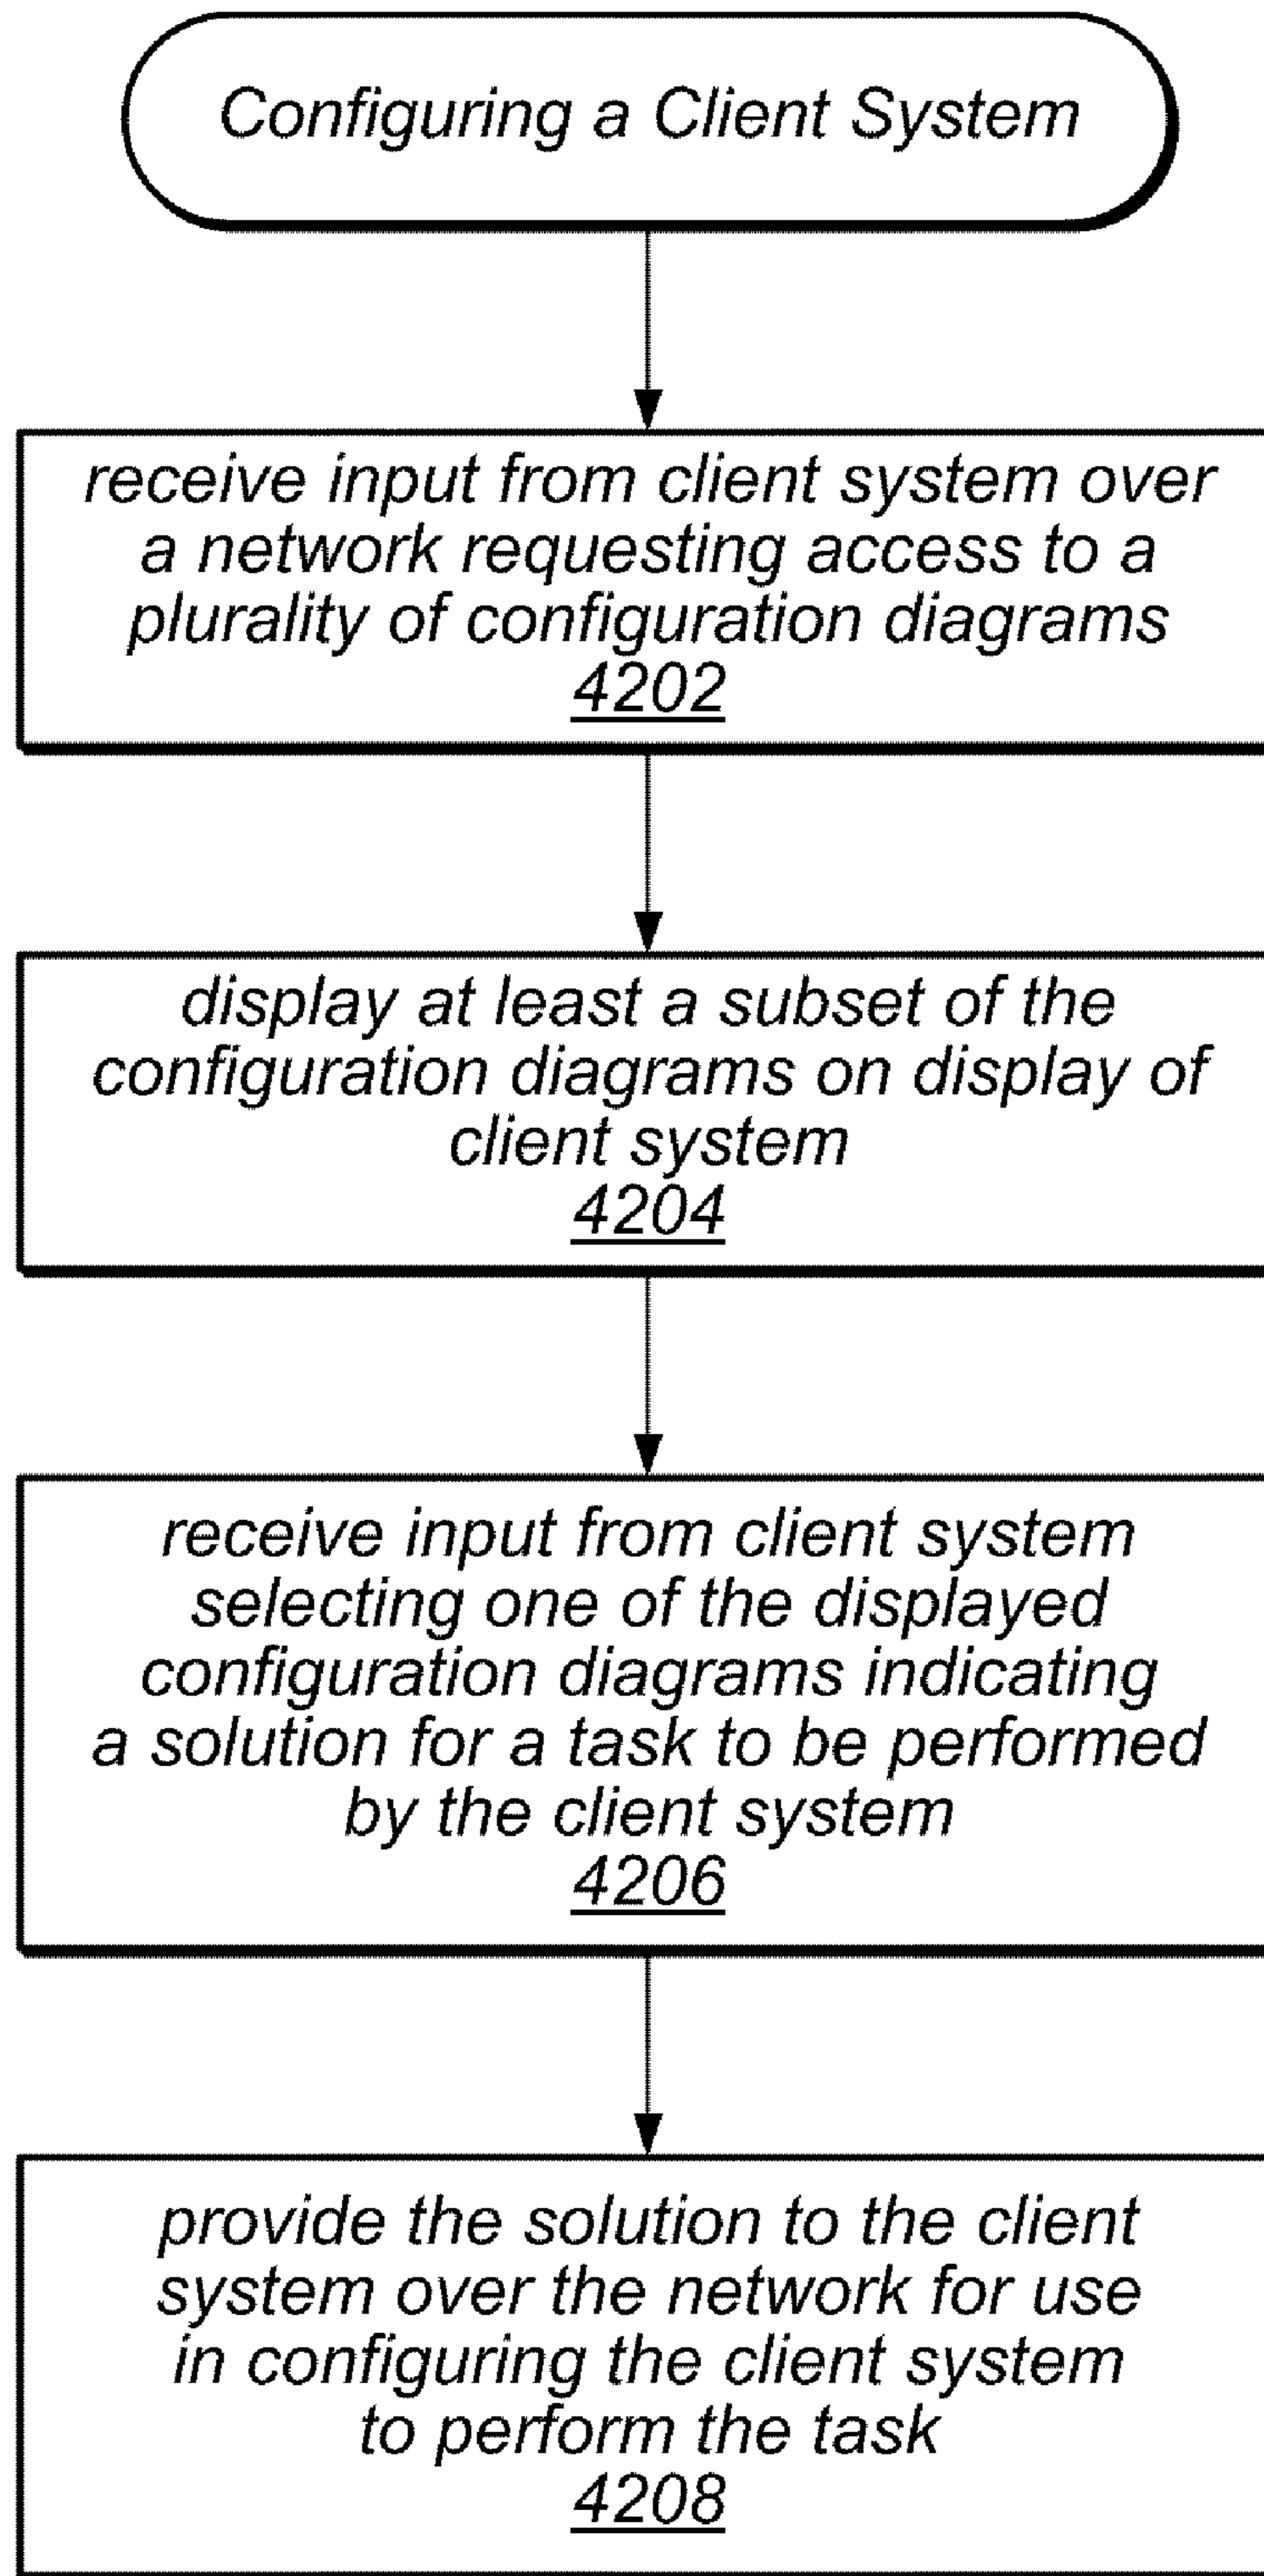 Configuring a Client System
receive input from client system over
a network requesting access to a
plurality of configuration diagrams
4202
display at least a subset of the
configuration diagrams on display of
client system
4204
receive input from client system
selecting one of the displayed
configuration diagrams indicating
a solution for a task to be performed
by the client system
4206
provide the solution to the client
system over the network for use
in configuring the client system
to perform the task
4208